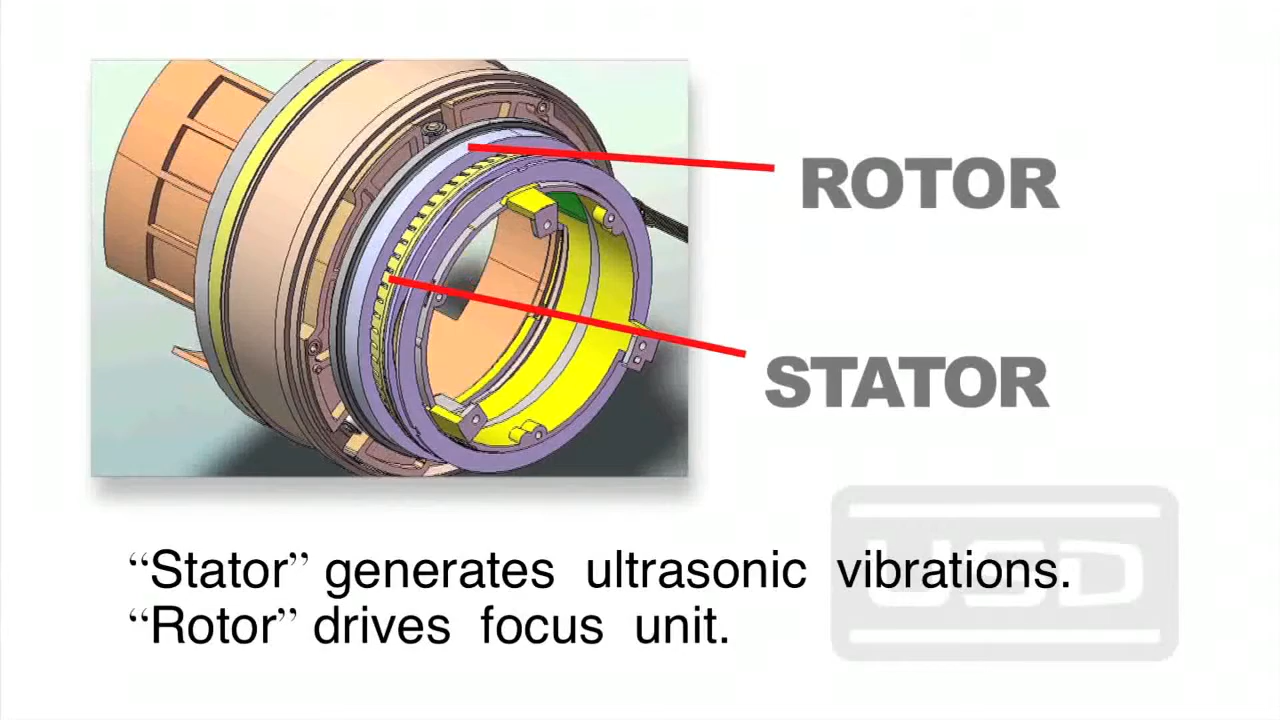 ROTOR
STATOR
“Stator” generates ultrasonic vibrations.
“Rotor” drives focus unit.
USD